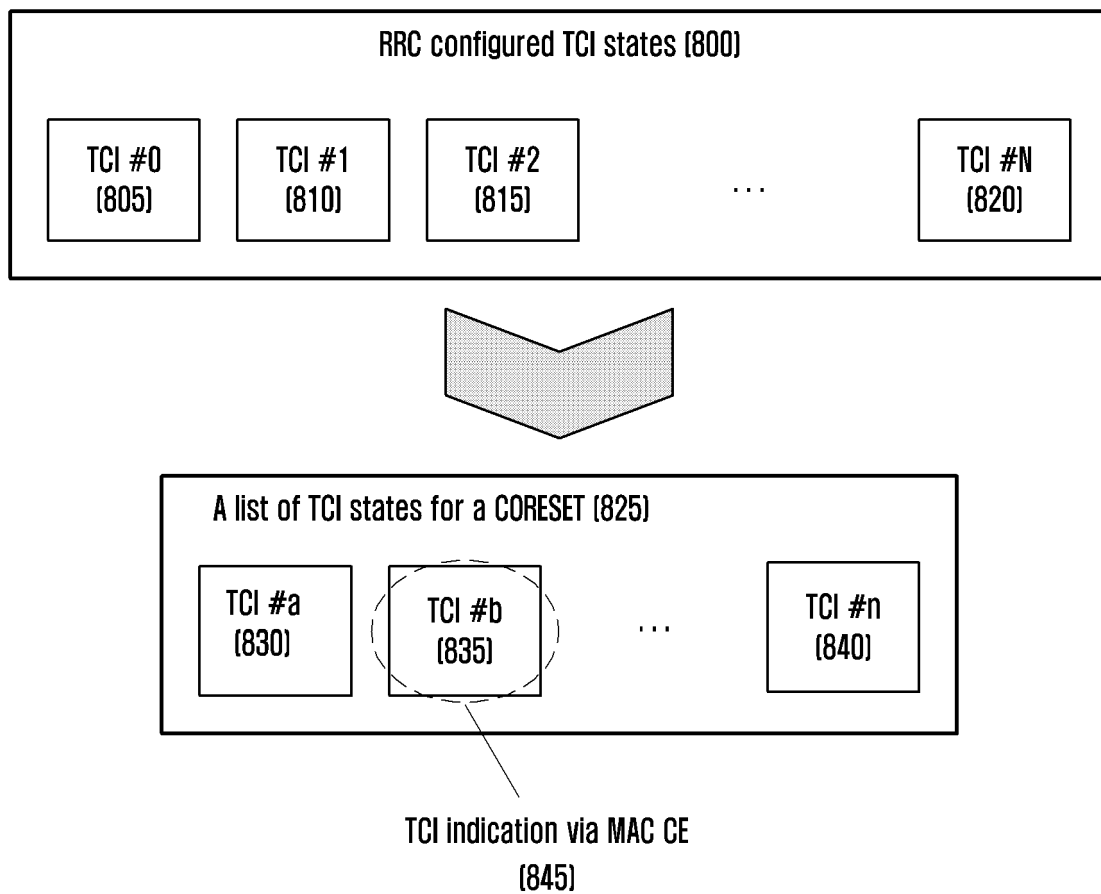 RRC configured TCI states (800)
TCI #0
(805)
TCI #1
(810)
TCI #2
(815)
...
TCI #N
(820)
A list of TCI states for a CORESET (825)
TCI #a
(830)
TCI #b
(835)
...
TCI #n
(840)
TCI indication via MAC CE
(845)